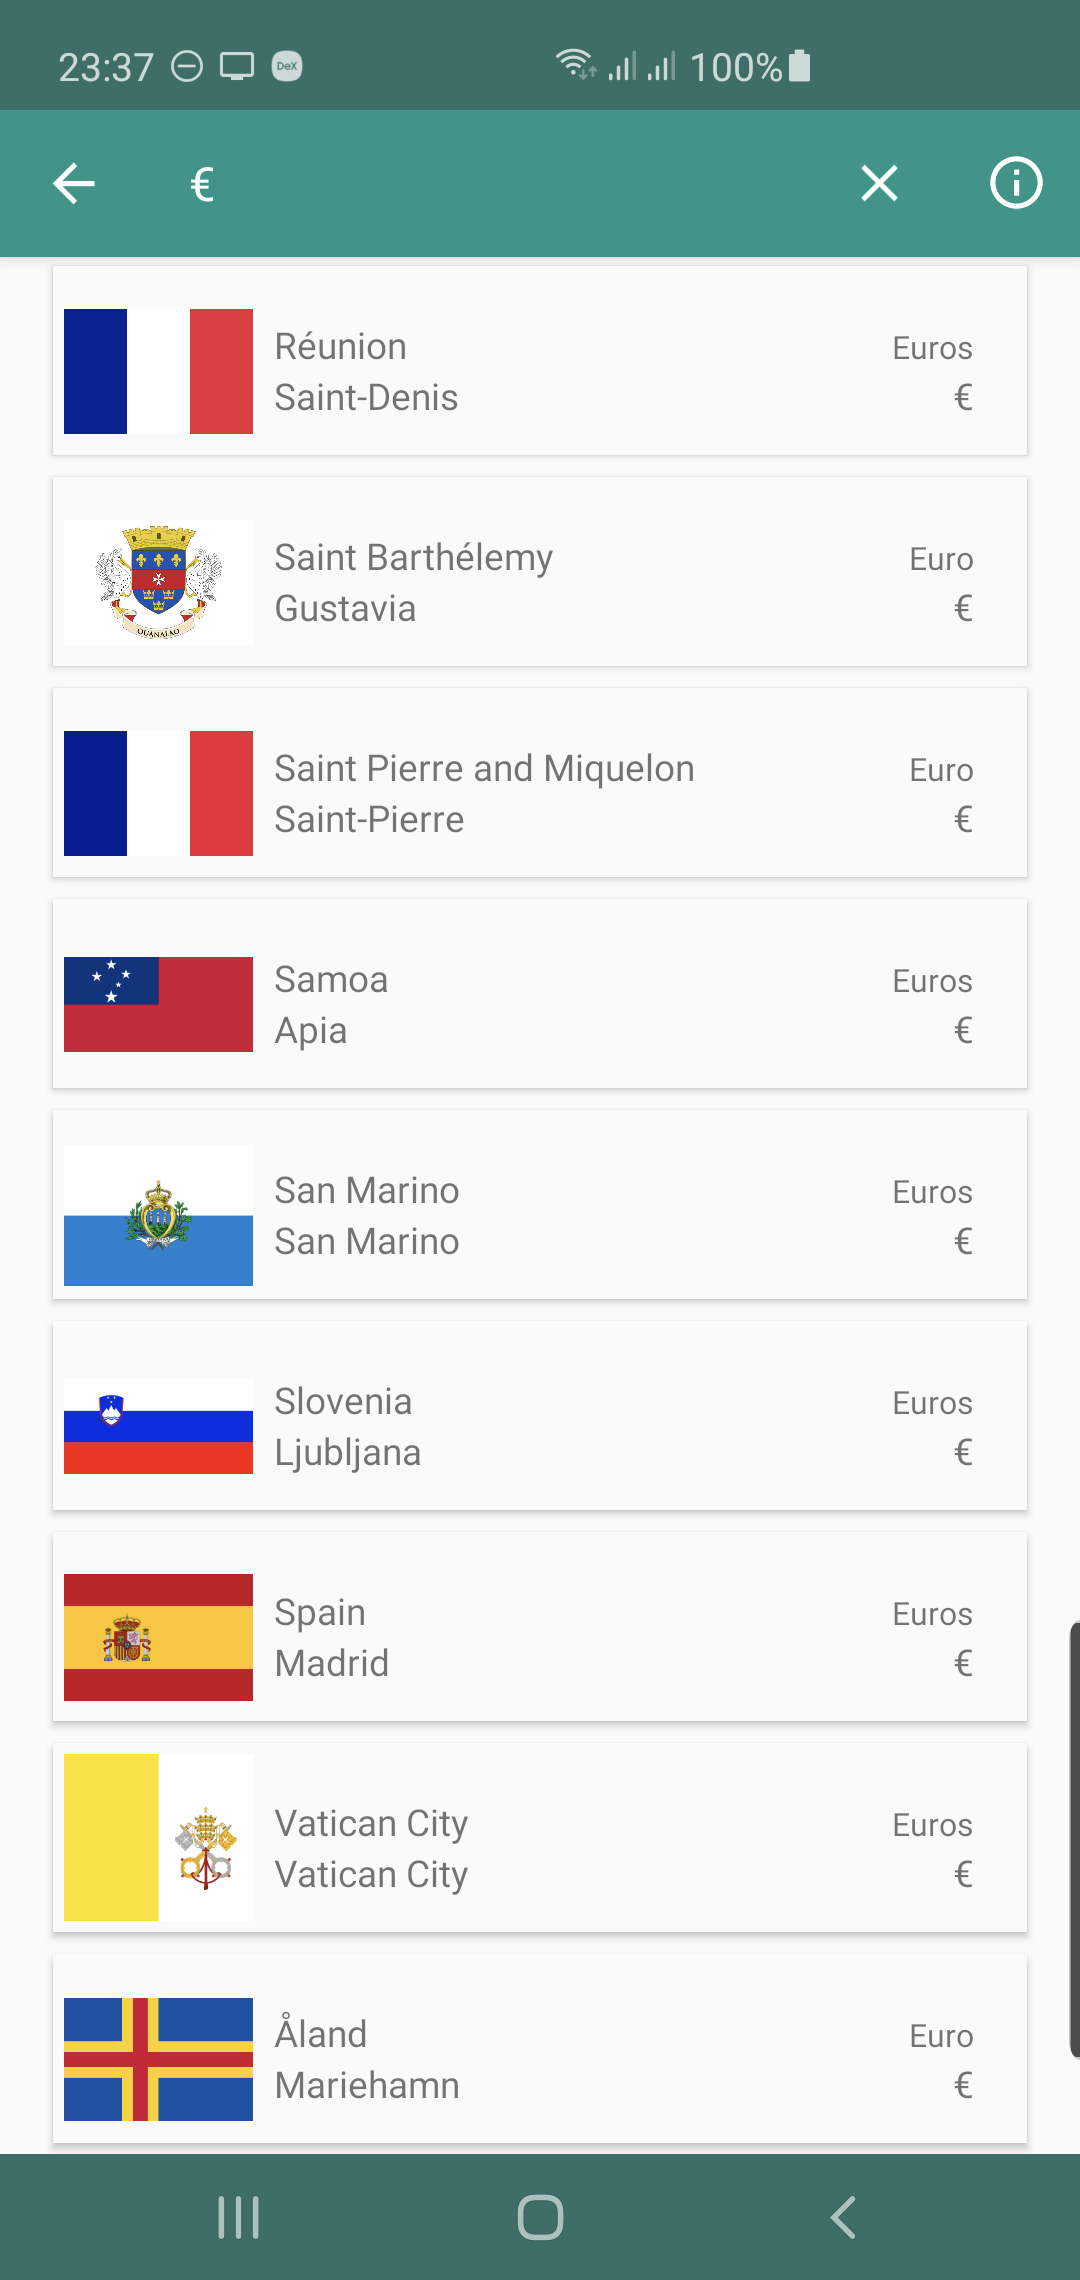 23:37 DeX 100%
€
Réunion Euros
Saint-Denis €
Saint Barthélemy Euro
Gustavia €
Saint Pierre and Miquelon Euro
Saint-Pierre €
Samoa Euros
Apia €
San Marino Euros
San Marino €
Slovenia Euros
Ljubljana €
Spain Euros
Madrid €
Vatican City Euros
Vatican City €
Åland Euro
Mariehamn €